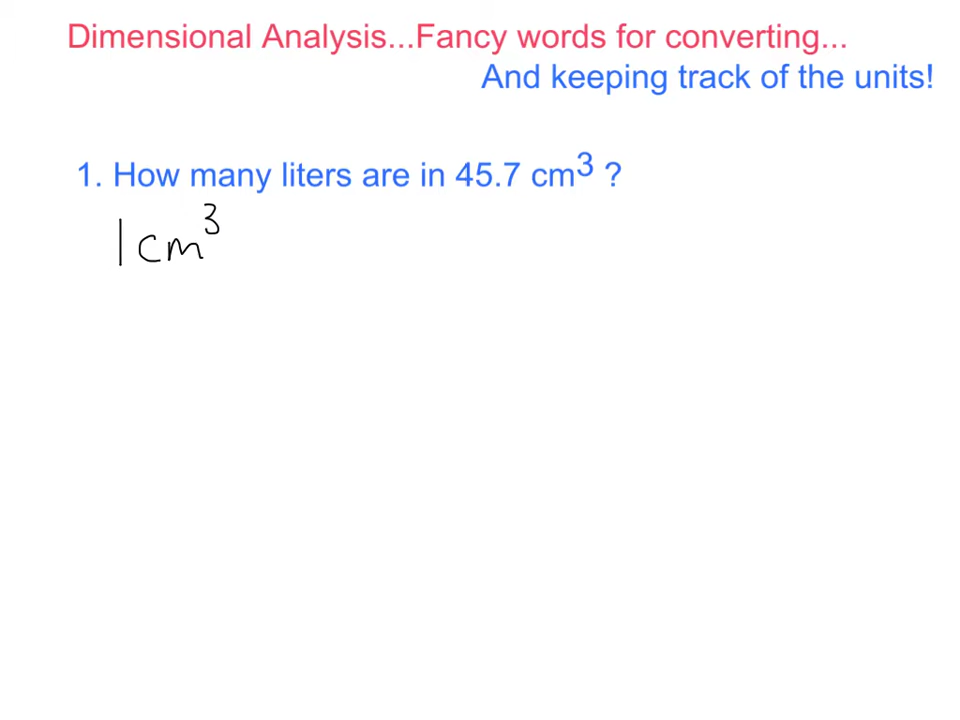 Dimensional Analysis...Fancy words for converting...
And keeping track of the units!
1. How many liters are in 45.7 cm³ ?
1 cm³